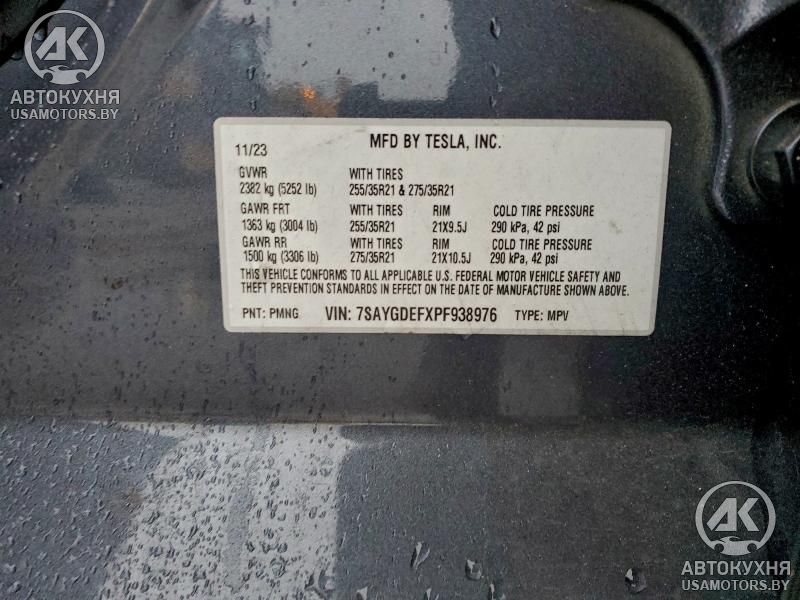 AK
АВТОКУХНЯ
USAMOTORS.BY
MFD BY TESLA, INC.
11/23
GVWR WITH TIRES
2382 kg (5252 lb) 255/35R21 & 275/35R21
GAWR FRT WITH TIRES RIM COLD TIRE PRESSURE
1363 kg (3004 lb) 255/35R21 21X9.5J 290 kPa, 42 psi
GAWR RR WITH TIRES RIM COLD TIRE PRESSURE
1500 kg (3306 lb) 275/35R21 21X10.5J 290 kPa, 42 psi
THIS VEHICLE CONFORMS TO ALL APPLICABLE U.S. FEDERAL MOTOR VEHICLE SAFETY AND
THEFT PREVENTION STANDARDS IN EFFECT ON THE DATE OF MANUFACTURE SHOWN ABOVE.
PNT: PMNG VIN: 7SAYGDEFXPF938976 TYPE: MPV
AK
АВТОКУХНЯ
USAMOTORS.BY